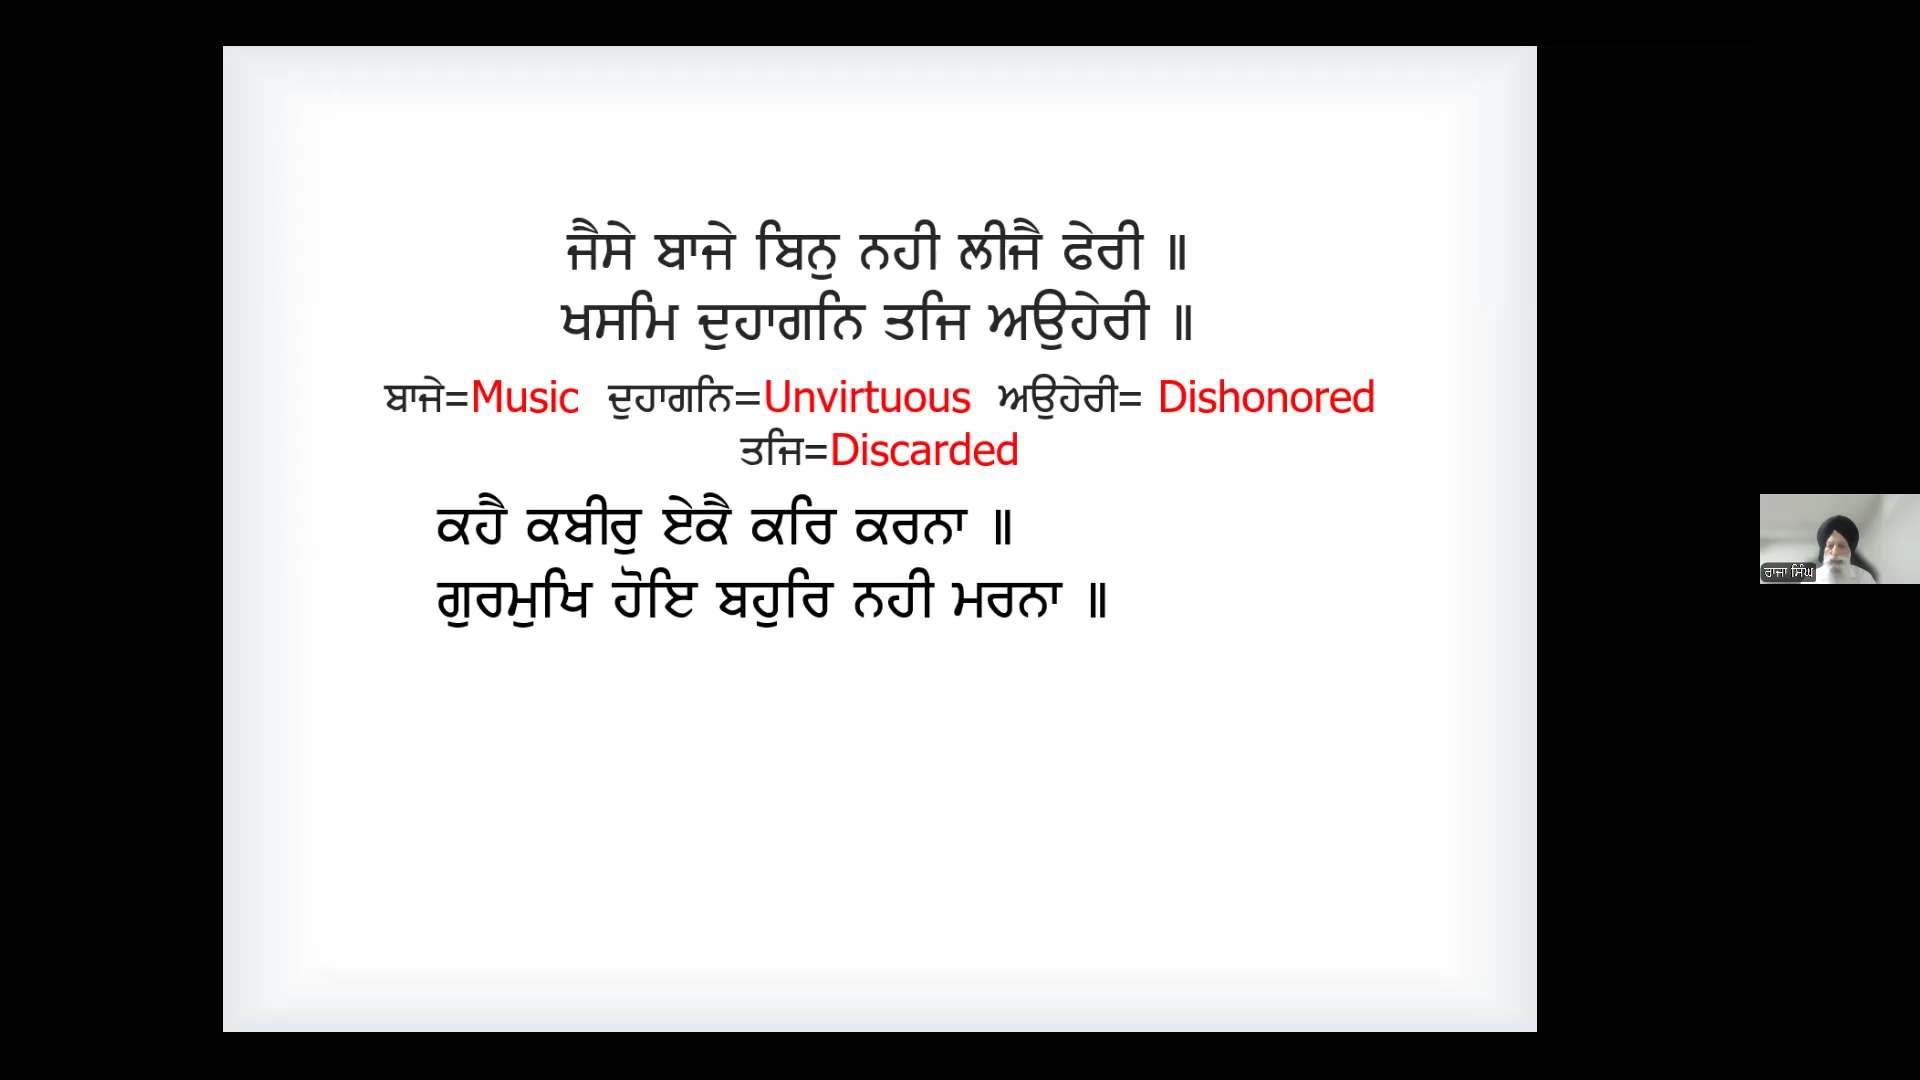 ਜੈਸੇ ਬਾਜੇ ਬਿਨੁ ਨਹੀ ਲੀਜੈ ਫੇਰੀ ॥
ਖਸਮਿ ਦੁਹਾਗਨਿ ਤਜਿ ਅਉਹੇਰੀ ॥
ਬਾਜੇ=Music ਦੁਹਾਗਨਿ=Unvirtuous ਅਉਹੇਰੀ= Dishonored
ਤਜਿ=Discarded
ਕਹੈ ਕਬੀਰੁ ਏਕੈ ਕਰਿ ਕਰਨਾ ॥
ਗੁਰਮੁਖਿ ਹੋਇ ਬਹੁਰਿ ਨਹੀ ਮਰਨਾ ॥
ਰਾਜਾ ਸਿੰਘ